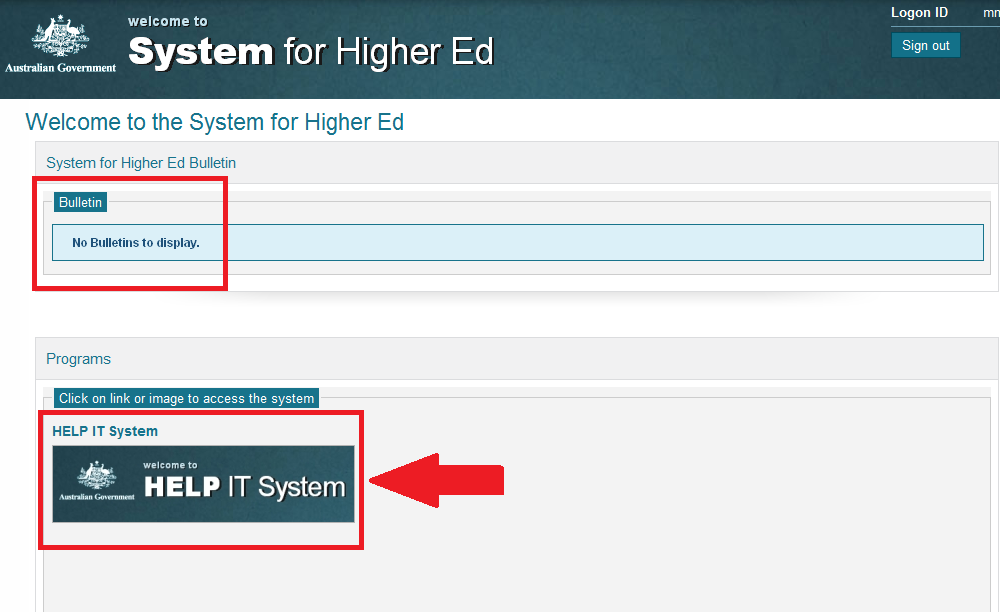 welcome to
System for Higher Ed
Australian Government
Logon ID
Sign out
Welcome to the System for Higher Ed
System for Higher Ed Bulletin
Bulletin
No Bulletins to display.
Programs
Click on link or image to access the system
HELP IT System
welcome to
HELP IT System
Australian Government